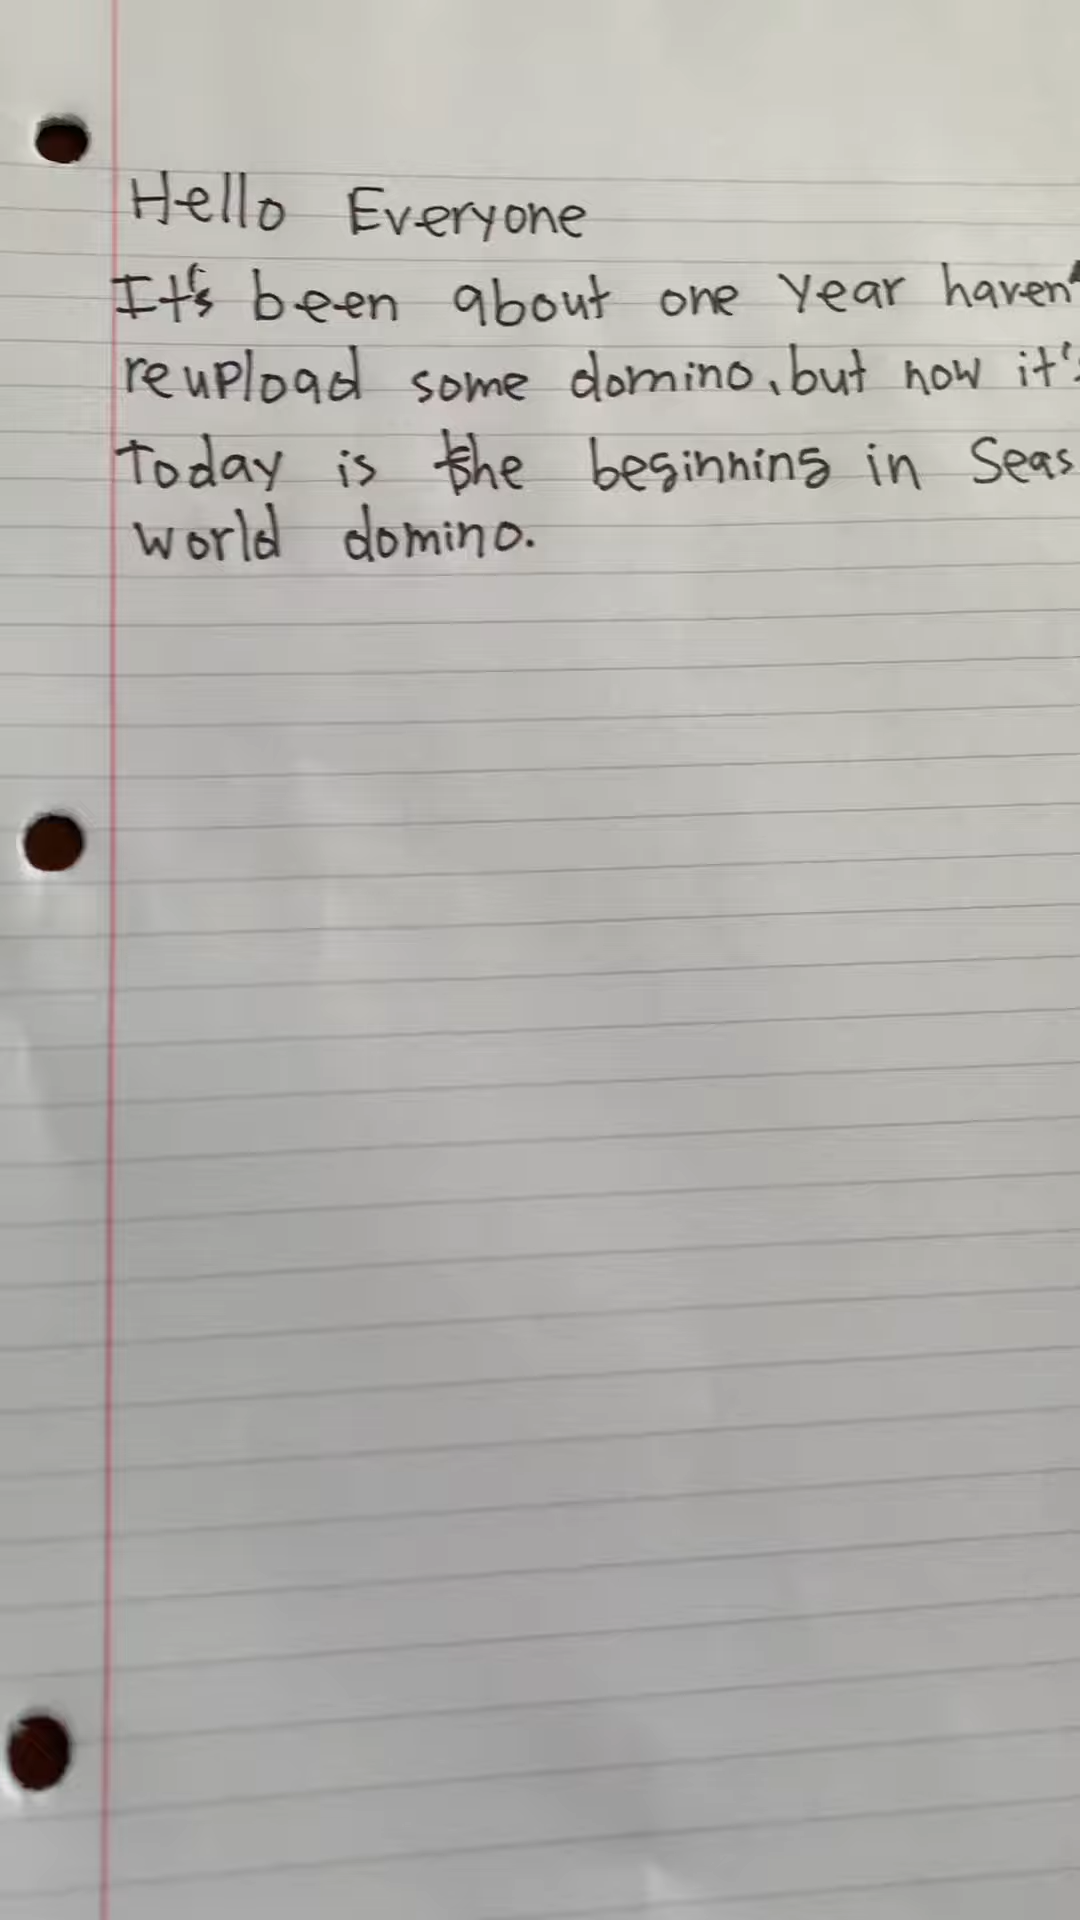 Hello Everyone
It's been about one year haven'
reupload some domino, but now it's
Today is the beginning in Seas
world domino.